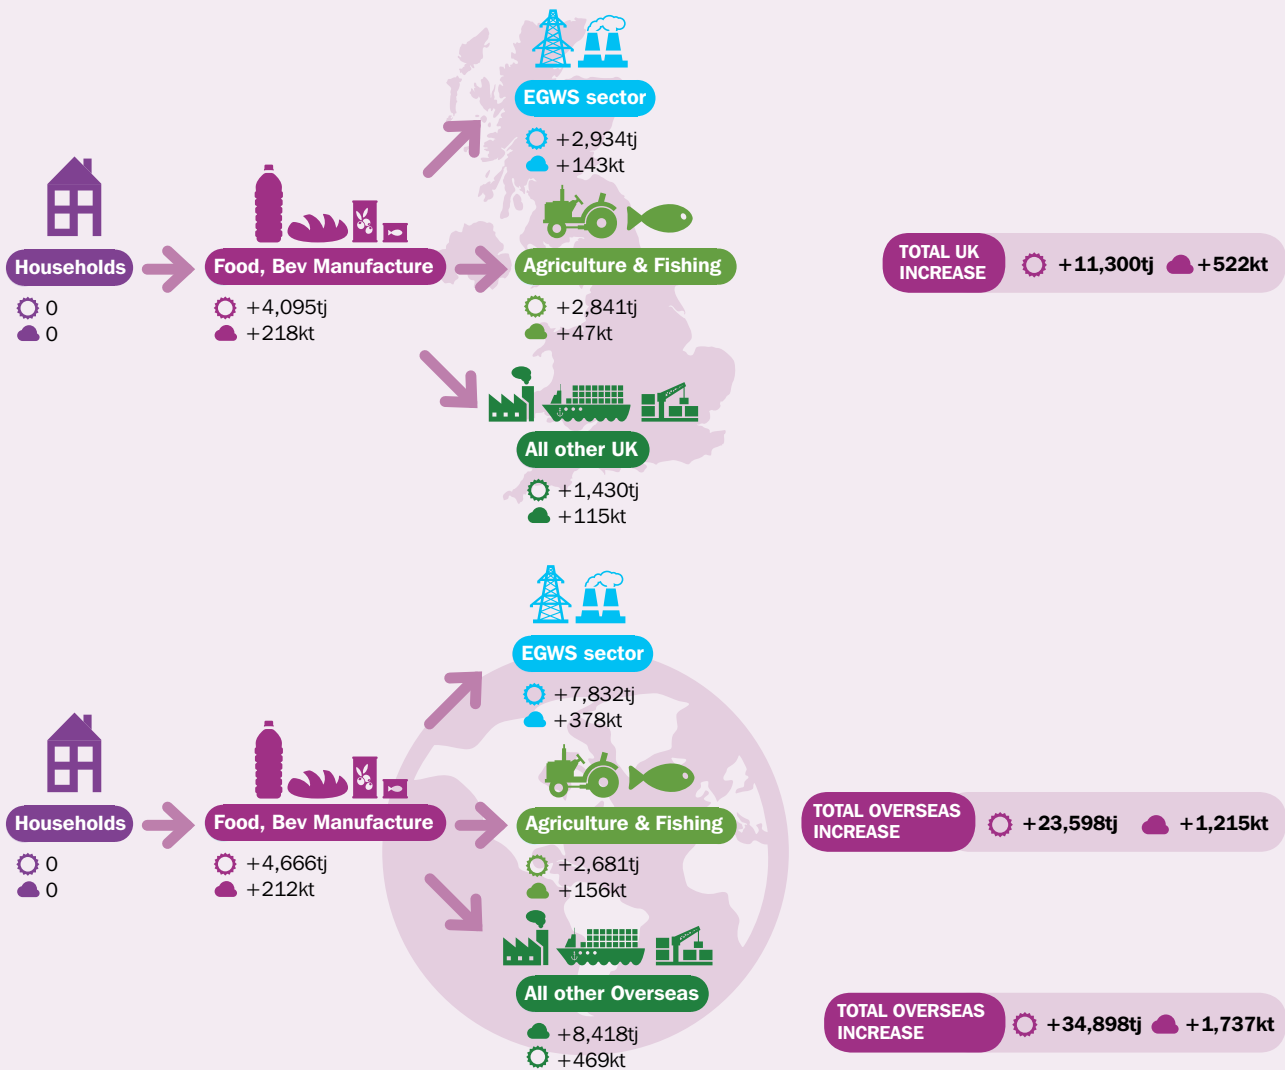 EGWS sector
+2,934tj
+143kt
Households
0
0
Food, Bev Manufacture
+4,095tj
+218kt
Agriculture & Fishing
+2,841tj
+47kt
TOTAL UK
INCREASE
+11,300tj
+522kt
All other UK
+1,430tj
+115kt
EGWS sector
+7,832tj
+378kt
Households
0
0
Food, Bev Manufacture
+4,666tj
+212kt
Agriculture & Fishing
+2,681tj
+156kt
TOTAL OVERSEAS
INCREASE
+23,598tj
+1,215kt
All other Overseas
+8,418tj
+469kt
TOTAL OVERSEAS
INCREASE
+34,898tj
+1,737kt